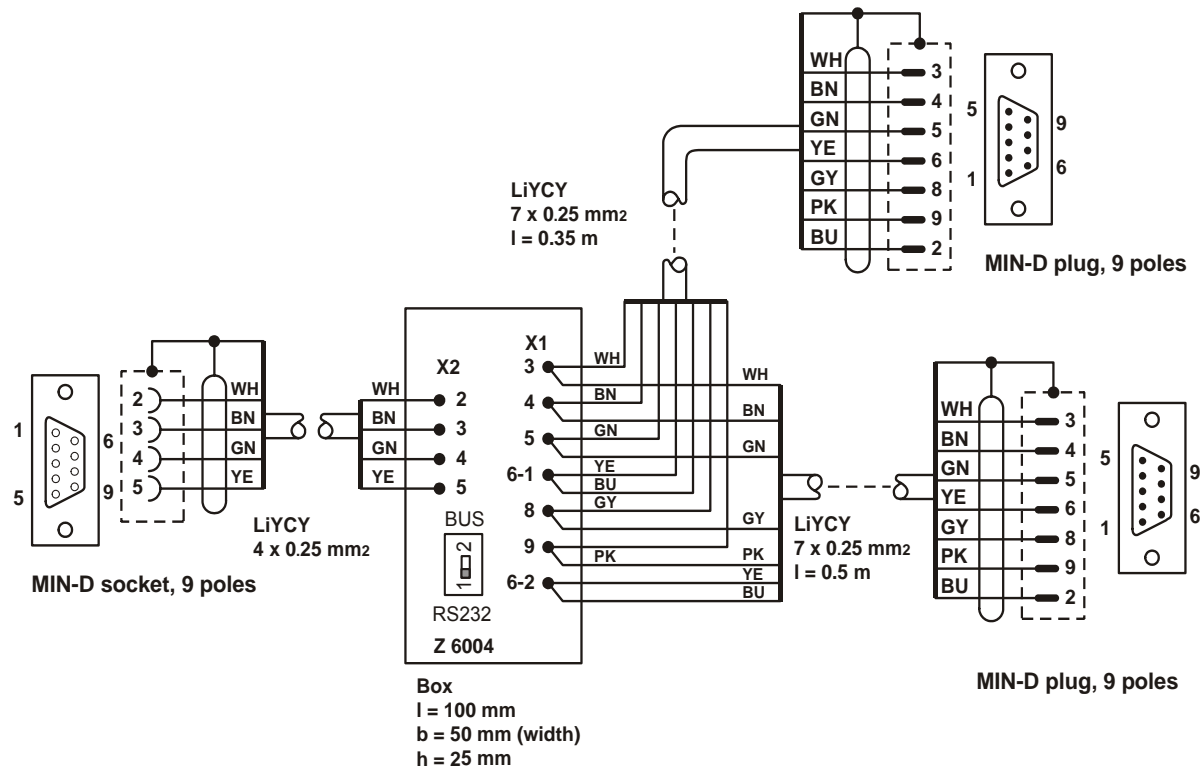 WH
BN
GN
YE
GY
PK
BU
3
4
5
6
8
9
2
5
9
1
6
MIN-D plug, 9 poles
LiYCY
7 x 0.25 mm2
l = 0.35 m
1
6
5
9
2
3
4
5
WH
BN
GN
YE
LiYCY
4 x 0.25 mm2
MIN-D socket, 9 poles
WH
BN
GN
YE
X2
2
3
4
5
BUS
1 2
RS232
Z 6004
X1
3
4
5
6-1
8
9
6-2
WH
BN
GN
YE
BU
GY
PK
WH
BN
GN
GY
PK
YE
BU
Box
l = 100 mm
b = 50 mm (width)
h = 25 mm
LiYCY
7 x 0.25 mm2
l = 0.5 m
WH
BN
GN
YE
GY
PK
BU
3
4
5
6
8
9
2
5
9
1
6
MIN-D plug, 9 poles